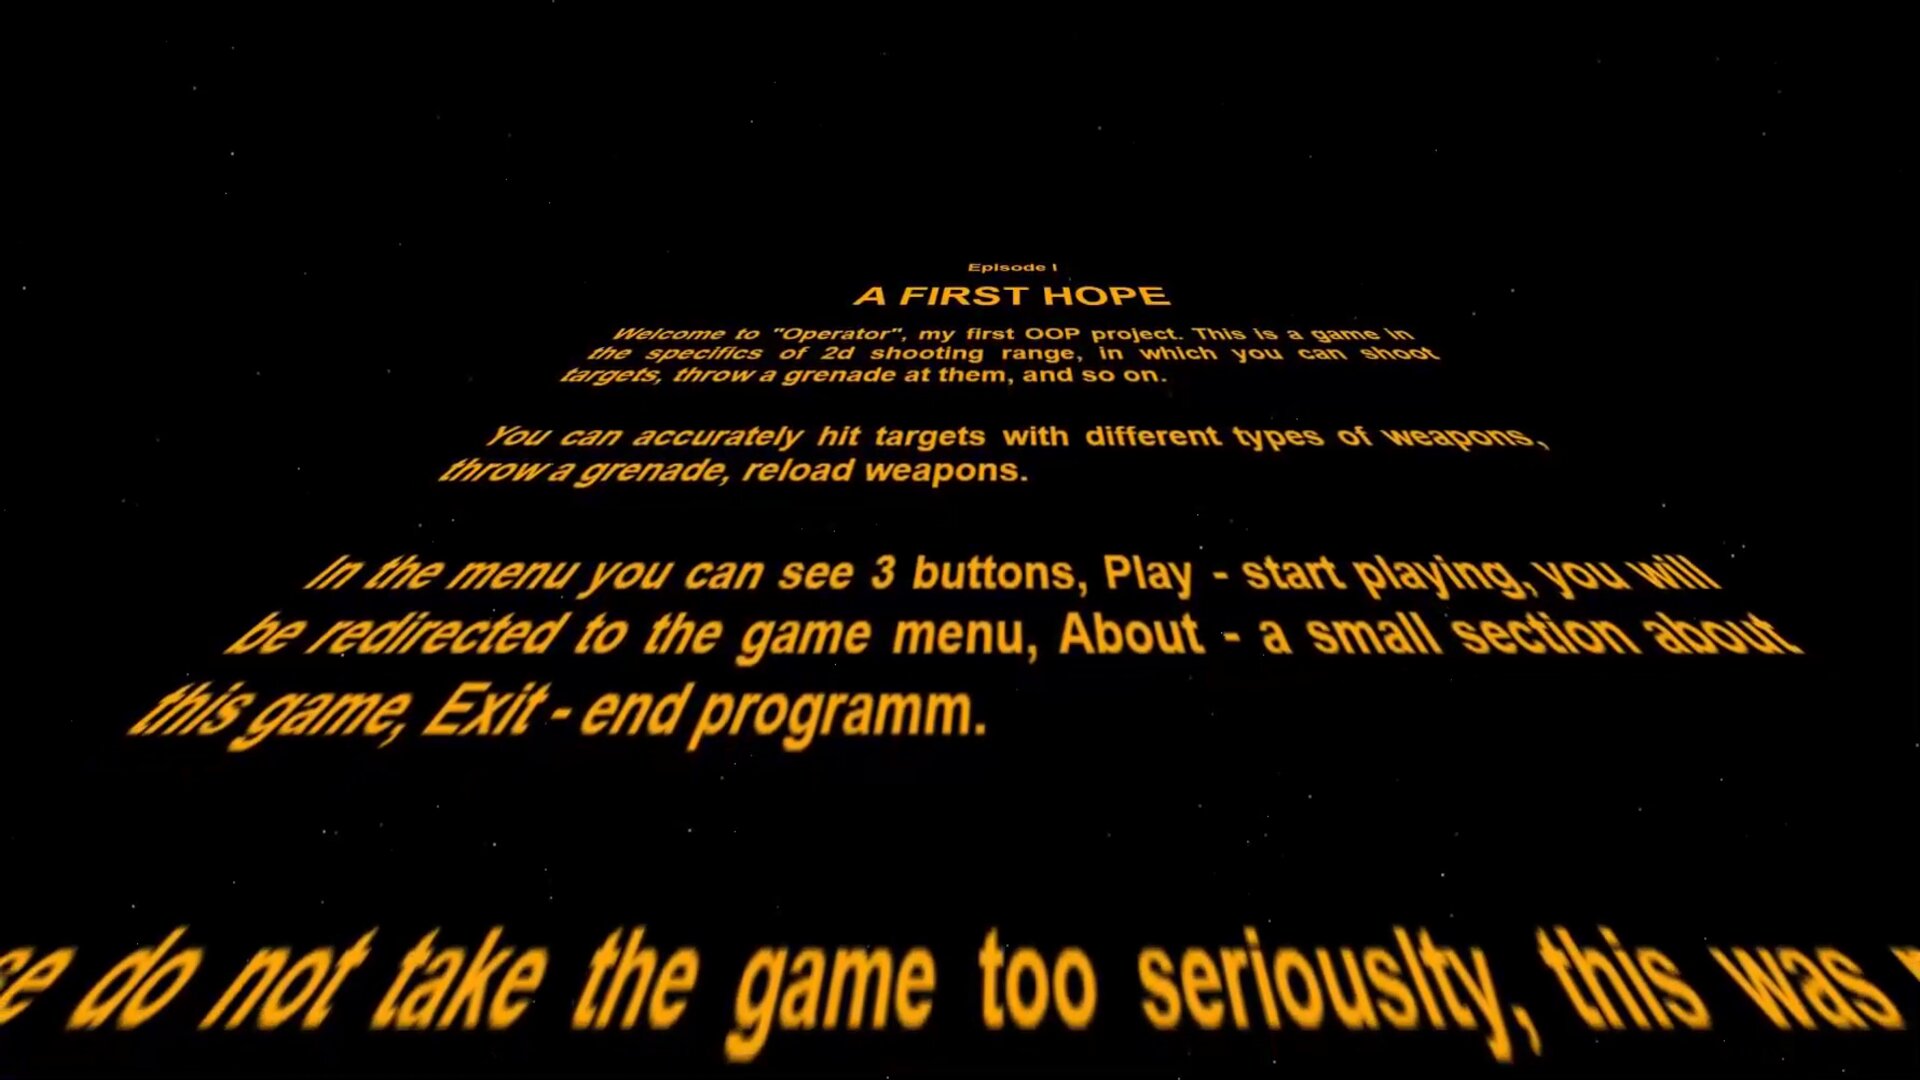 Episode I
A FIRST HOPE
Welcome to "Operator", my first OOP project. This is a game in
the specifics of 2d shooting range, in which you can shoot
targets, throw a grenade at them, and so on.
You can accurately hit targets with different types of weapons,
throw a grenade, reload weapons.
In the menu you can see 3 buttons, Play - start playing, you will
be redirected to the game menu, About - a small section about
this game, Exit - end programm.
do not take the game too seriouslty, this was